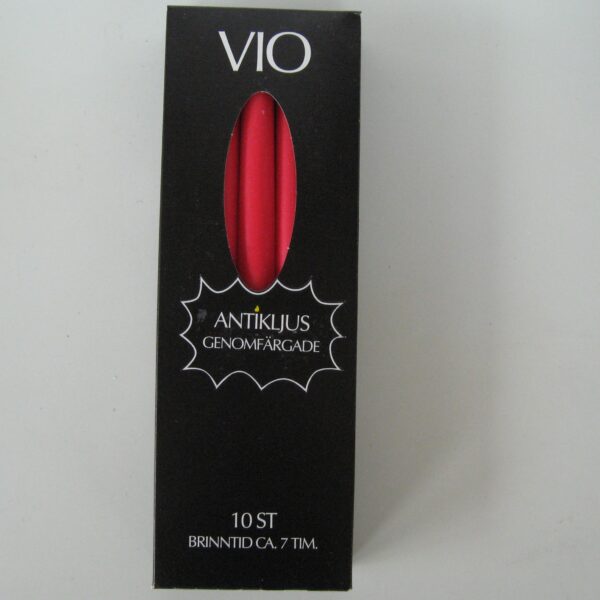 VIO
ANTIKLJUS
GENOMFÄRGADE
10 ST
BRINNTID CA. 7 TIM.